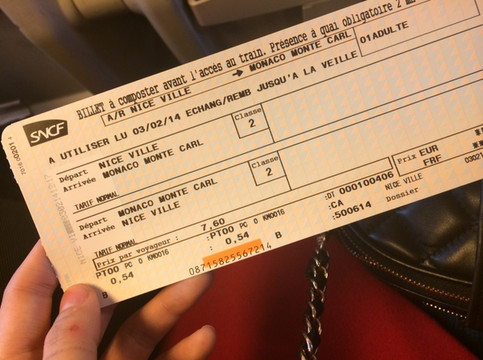 BILLET à composter avant l'accès au train. Présence à quai obligatoire 2
A/R NICE VILLE → MONACO MONTE CARL 01ADULTE
SNCF
A UTILISER LU 03/02/14 ECHANG/REMB JUSQU'A LA VEILLE
Départ NICE VILLE
Arrivée MONACO MONTE CARL
Classe 2
TARIF NORMAL
Départ MONACO MONTE CARL
Arrivée NICE VILLE
Classe 2
TARIF NORMAL
Prix EUR
FRF
Prix par voyageur : 7,60
:DI 000100406 NICE VILLE
PT00 PC 0 KM0016 :PT00 PC 0 KM0016 :CA Dossier
0,54 : 0,54 :500614
B 087158255672 14 B